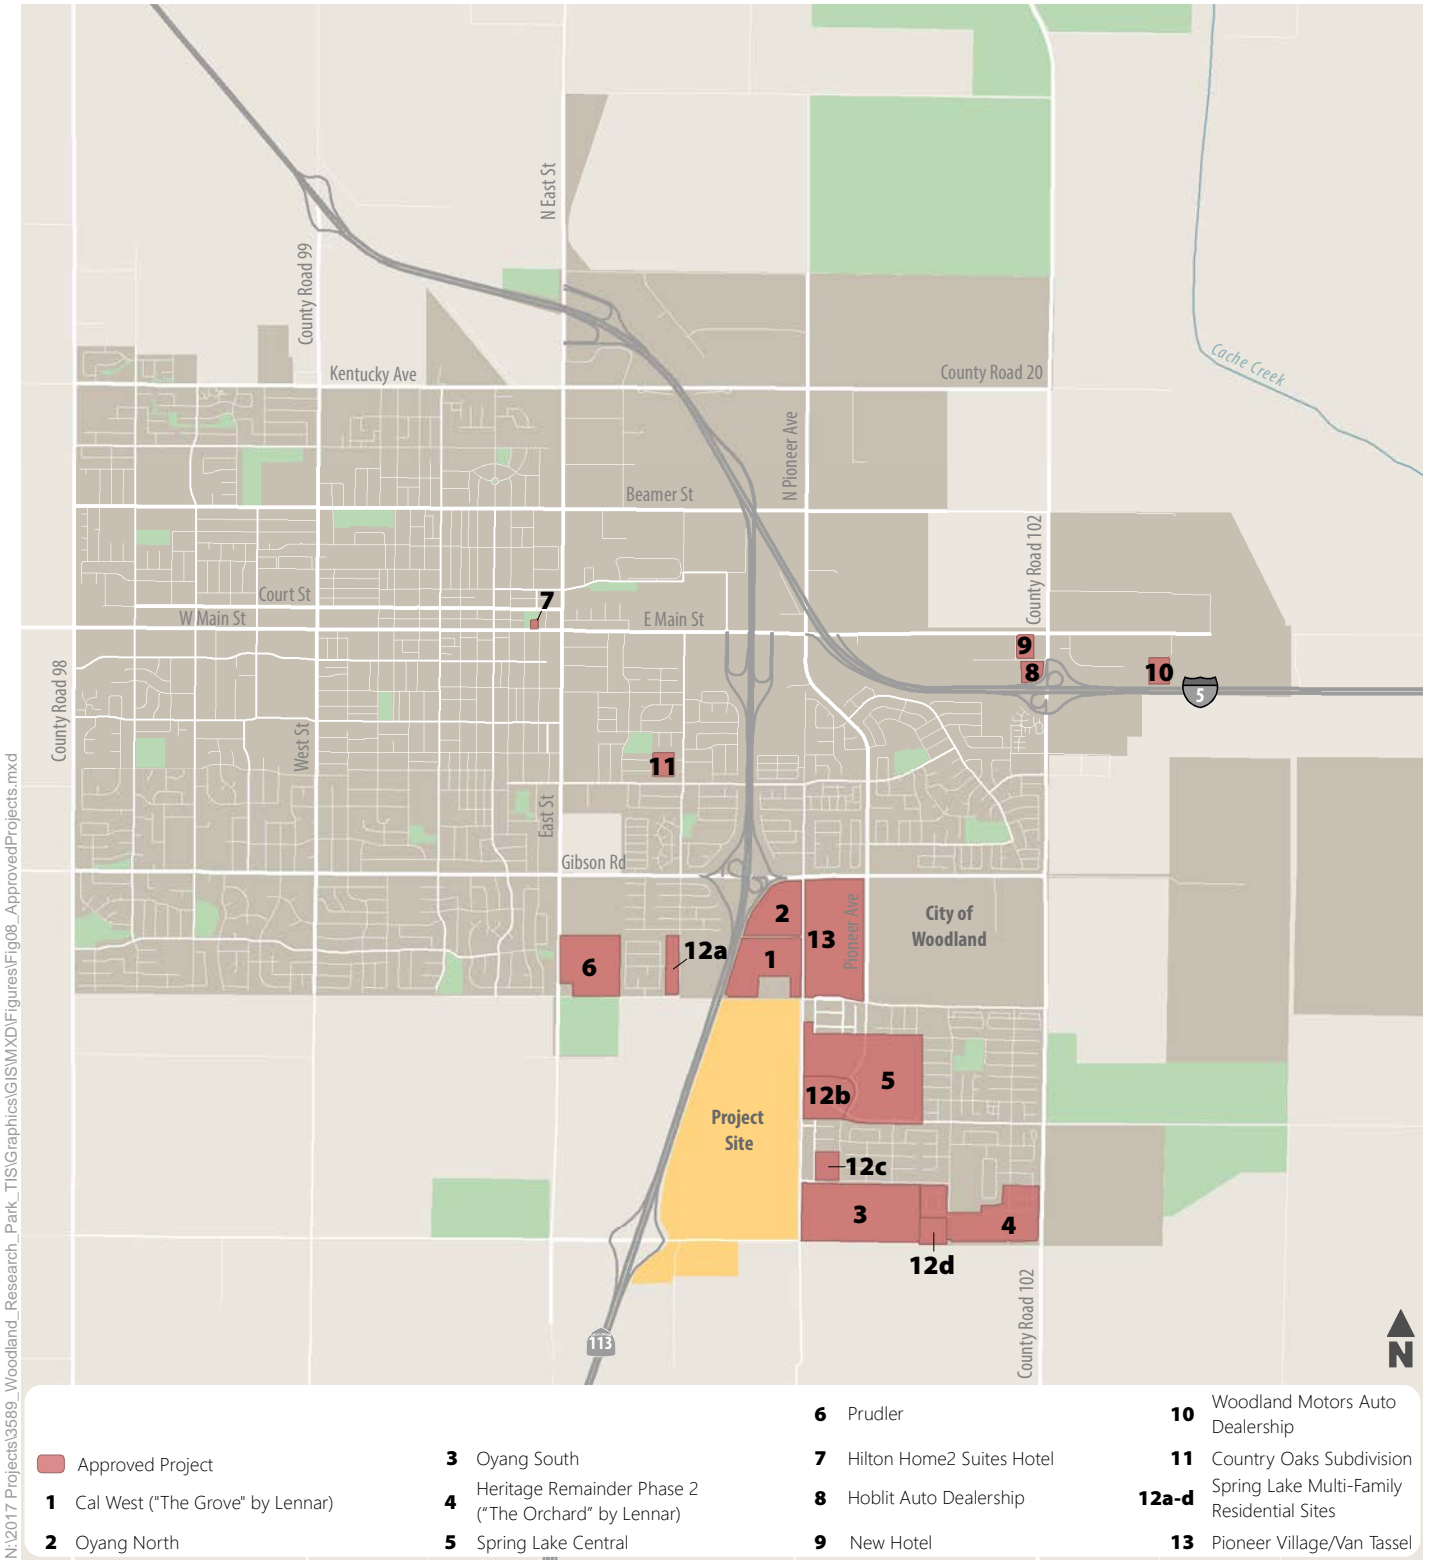 N East St
County Road 99
Kentucky Ave
County Road 20
Cache Creek
N Pioneer Ave
Beamer St
County Road 102
Court St
7
W Main St
E Main St
9
8
10
5
County Road 98
West St
11
East St
Gibson Rd
2
13
Pioneer Ave
City of
Woodland
12a
1
6
5
12b
Project
Site
12c
3
4
12d
County Road 102
113
N
N:\2017 Projects\3589_Woodland_Research_Park_TIS\Graphics\GIS\MXD\Figures\Fig08_ApprovedProjects.mxd
Approved Project
1 Cal West ("The Grove" by Lennar)
2 Oyang North
3 Oyang South
4 Heritage Remainder Phase 2
(“The Orchard” by Lennar)
5 Spring Lake Central
6 Prudler
7 Hilton Home2 Suites Hotel
8 Hoblit Auto Dealership
9 New Hotel
10 Woodland Motors Auto
Dealership
11 Country Oaks Subdivision
12a-d Spring Lake Multi-Family
Residential Sites
13 Pioneer Village/Van Tassel